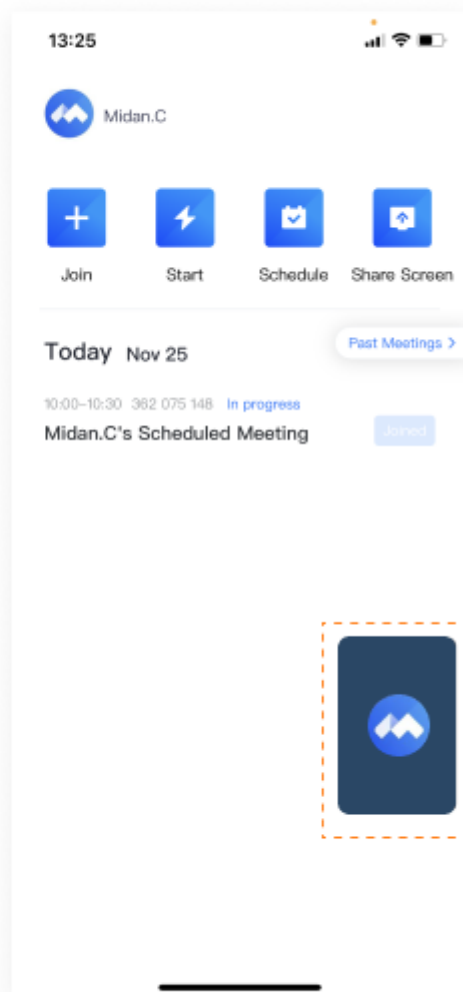 13:25
Midan.C
Join Start Schedule Share Screen
Today Nov 25 Past Meetings >
10:00-10:30 362 075 148 In progress
Midan.C's Scheduled Meeting Joined